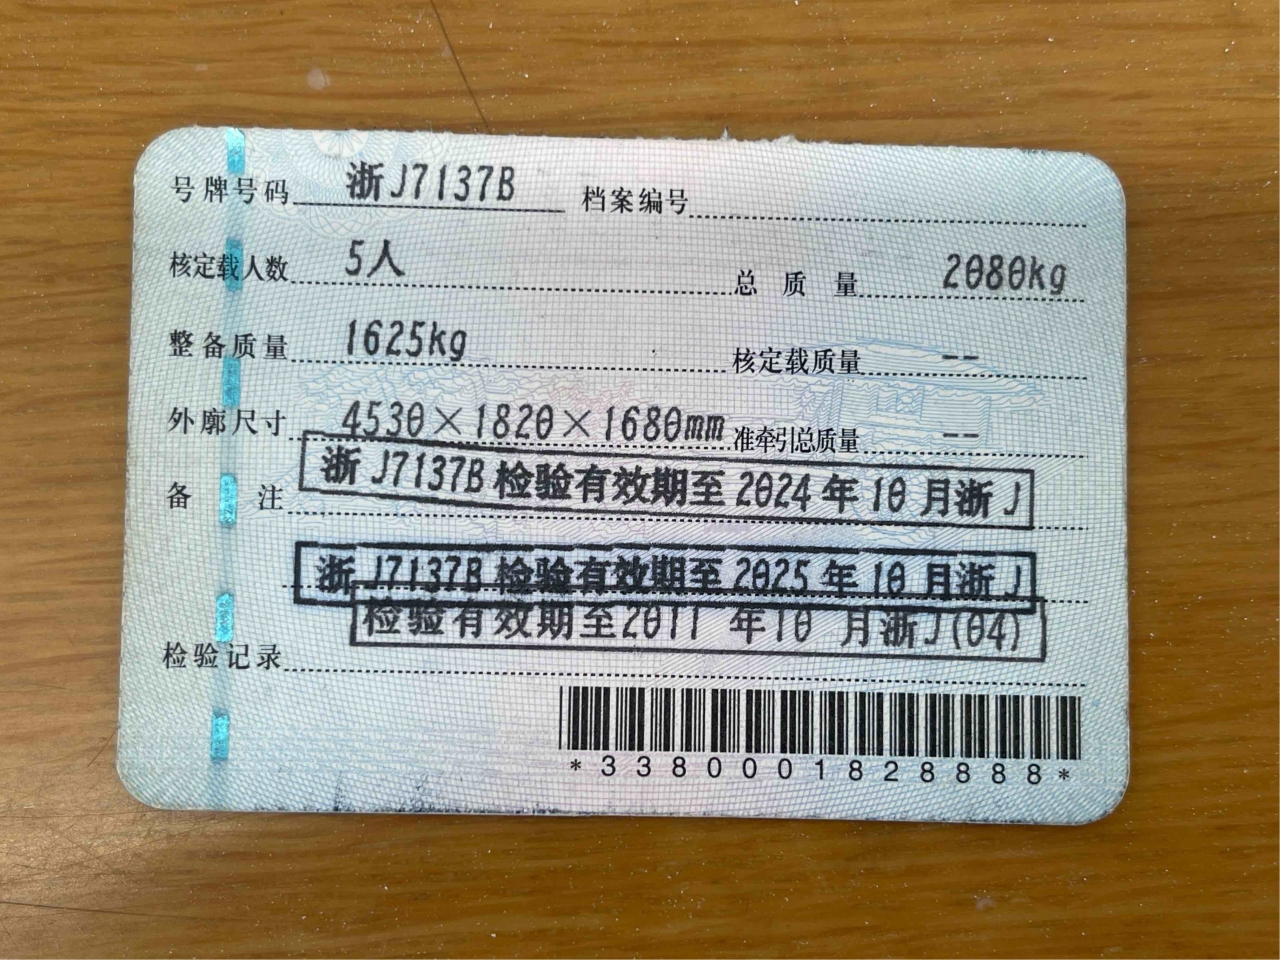 号牌号码 浙J7137B 档案编号
核定载人数 5人 总质量 2080kg
整备质量 1625kg 核定载质量 --
外廓尺寸 4530×1820×1680mm 准牵引总质量 --
备注 浙J7137B检验有效期至2024年10月浙J
浙J7137B检验有效期至2025年10月浙J
检验有效期至2011年10月浙J(04)
检验记录
*3380001828888*